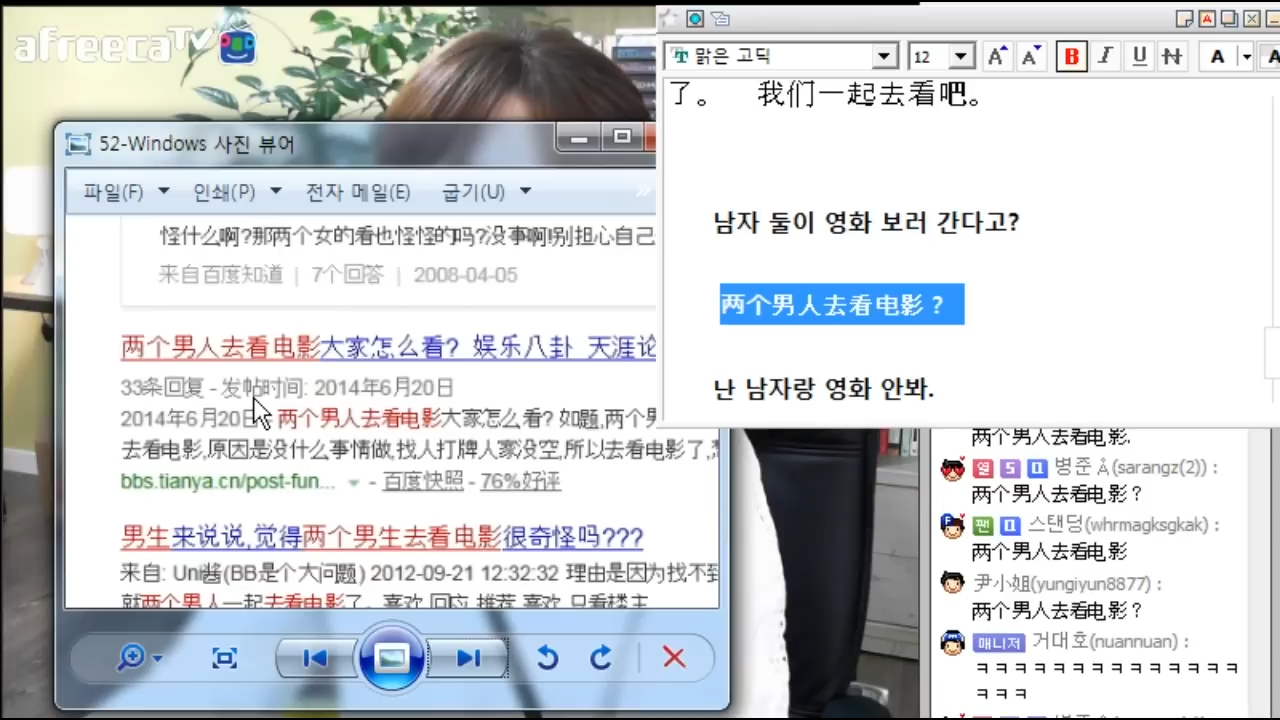 afreecaTV
52-Windows 사진 뷰어
파일(F) 인쇄(P) 전자 메일(E) 굽기(U)
怪什么啊?那两个女的看也怪怪的吗?没事啊!别担心自己
来自百度知道 | 7个回答 | 2008-04-05
两个男人去看电影大家怎么看? 娱乐八卦 天涯论
33条回复 - 发帖时间: 2014年6月20日
2014年6月20日 - 两个男人去看电影大家怎么看? 如题,两个男
去看电影,原因是没什么事情做,找人打牌人家没空,所以去看电影了,
bbs.tianya.cn/post-fun... - 百度快照 - 76%好评
男生来说说,觉得两个男生去看电影很奇怪吗???
来自: Uni酱(BB是个大问题) 2012-09-21 12:32:32 理由是因为找不到
就两个男人一起去看电影了。喜欢 回应 推荐 喜欢 只看楼主
맑은 고딕 12
了。 我们一起去看吧。
남자 둘이 영화 보러 간다고?
两个男人去看电影？
난 남자랑 영화 안봐.
两个男人去看电影.
열 5 병준 Å(sarangz(2)) :
两个男人去看电影？
팬 스탠딩(whrmagksgkak) :
两个男人去看电影
尹小姐(yungiyun8877) :
两个男人去看电影？
매니저 거대호(nuannuan) :
ㅋㅋㅋㅋㅋㅋㅋㅋㅋㅋㅋㅋㅋㅋ
ㅋㅋㅋ